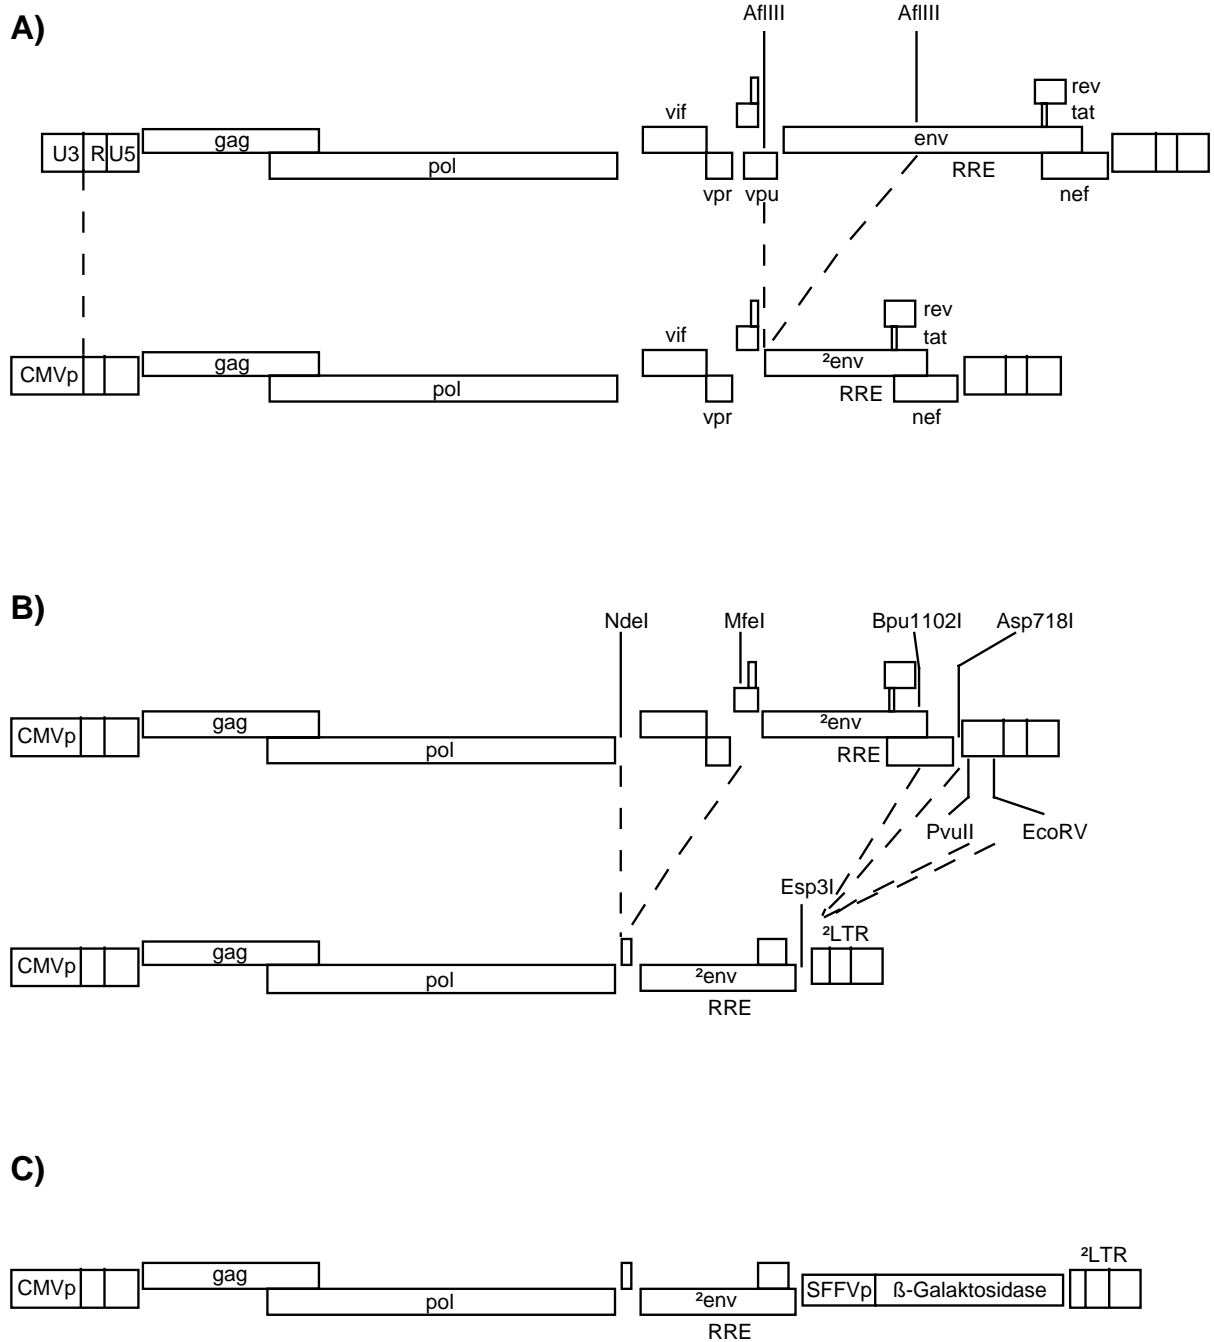 A)
AflIII AflIII
rev
vif tat
U3 R U5 gag env
pol RRE
vpr vpu nef
rev
vif tat
CMVp gag ²env
pol RRE
vpr nef
B)
NdeI MfeI Bpu1102I Asp718I
CMVp gag ²env
pol RRE
PvuII EcoRV
Esp3I
²LTR
CMVp gag
pol ²env
RRE
C)
²LTR
CMVp gag
pol ²env SFFVp ß-Galaktosidase
RRE